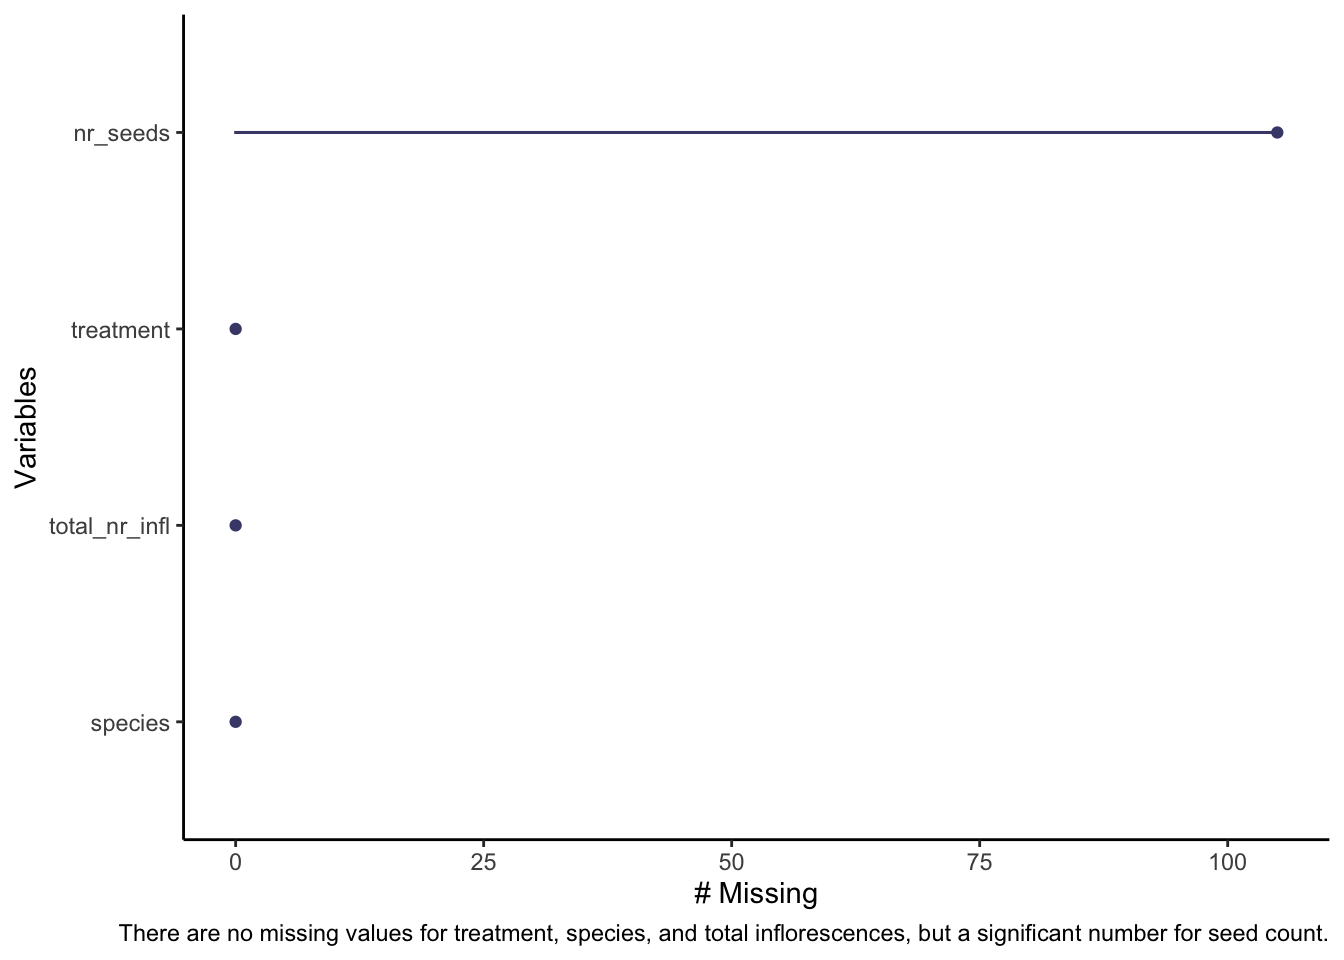 nr_seeds
treatment
total_nr_infl
species
Variables
0 25 50 75 100
# Missing
There are no missing values for treatment, species, and total inflorescences, but a significant number for seed count.